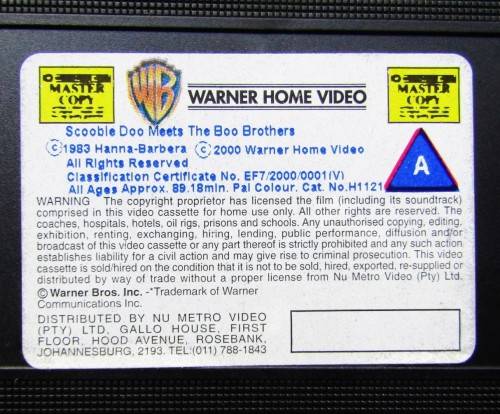 MASTER COPY
WB
WARNER HOME VIDEO
MASTER COPY
Scoobie Doo Meets The Boo Brothers
©1983 Hanna-Barbera ©2000 Warner Home Video
All Rights Reserved
Classification Certificate No. EF7/2000/0001(V)
All Ages Approx. 89.18min. Pal Colour. Cat. No.H1121
A
WARNING The copyright proprietor has licensed the film (including its soundtrack)
comprised in this video cassette for home use only. All other rights are reserved. The
coaches, hospitals, hotels, oil rigs, prisons and schools. Any unauthorised copying, editing,
exhibition, renting, exchanging, hiring, lending, public performance, diffusion and/or
broadcast of this video cassette or any part thereof is strictly prohibited and any such action
establishes liability for a civil action and may give rise to criminal prosecution. This video
cassette is sold/hired on the condition that it is not to be sold, hired, exported, re-supplied or
distributed by way of trade without a proper license from Nu Metro Video (Pty) Ltd.
© Warner Bros. Inc. -*Trademark of Warner
Communications Inc.
DISTRIBUTED BY NU METRO VIDEO
(PTY) LTD, GALLO HOUSE, FIRST
FLOOR, HOOD AVENUE, ROSEBANK,
JOHANNESBURG, 2193. TEL:(011) 788-1843